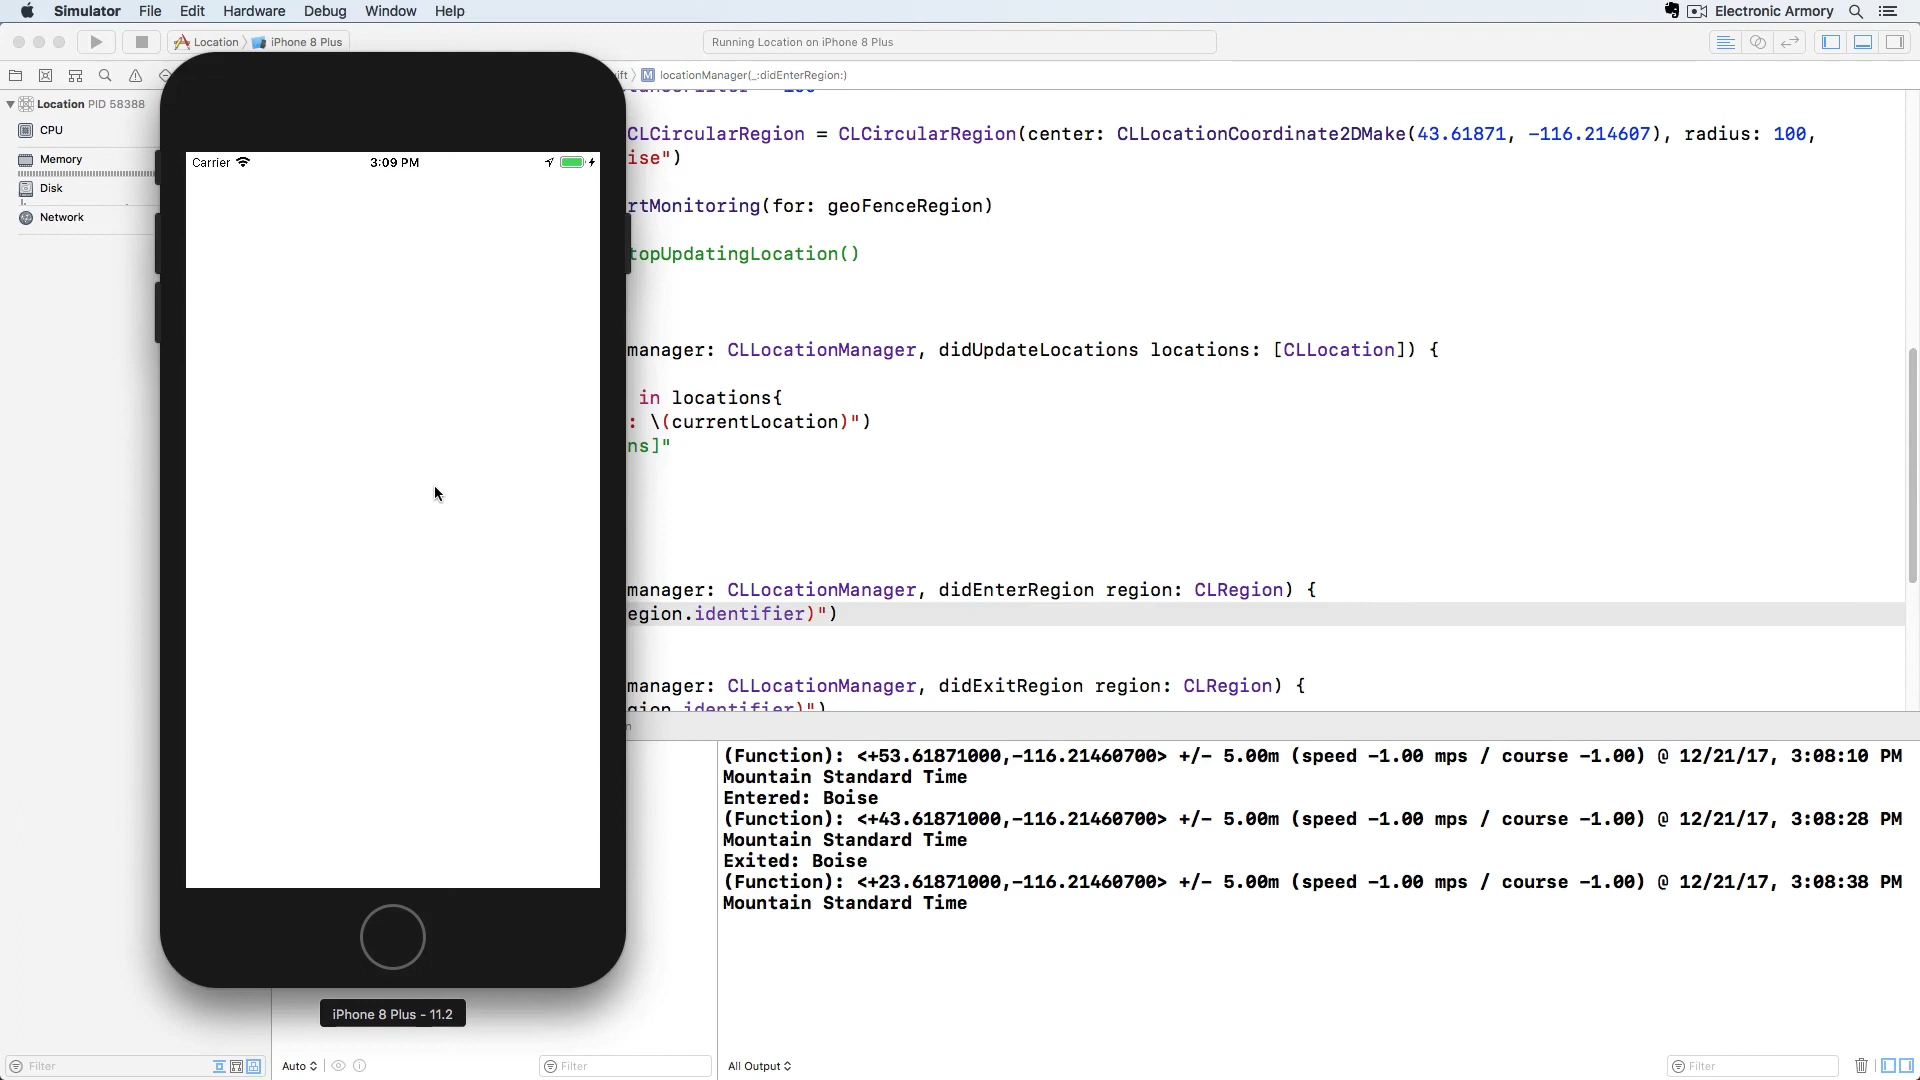 Simulator File Edit Hardware Debug Window Help Electronic Armory
Location iPhone 8 Plus Running Location on iPhone 8 Plus
ift M locationManager(_:didEnterRegion:)
Location PID 58388
CPU
Memory
Disk
Network
Carrier 3:09 PM
CLCircularRegion = CLCircularRegion(center: CLLocationCoordinate2DMake(43.61871, -116.214607), radius: 100,
ise")
rtMonitoring(for: geoFenceRegion)
topUpdatingLocation()
manager: CLLocationManager, didUpdateLocations locations: [CLLocation]) {
in locations{
: \(currentLocation)")
ns]"
manager: CLLocationManager, didEnterRegion region: CLRegion) {
egion.identifier)")
manager: CLLocationManager, didExitRegion region: CLRegion) {
gion.identifier)")
n
(Function): <+53.61871000,-116.21460700> +/- 5.00m (speed -1.00 mps / course -1.00) @ 12/21/17, 3:08:10 PM
Mountain Standard Time
Entered: Boise
(Function): <+43.61871000,-116.21460700> +/- 5.00m (speed -1.00 mps / course -1.00) @ 12/21/17, 3:08:28 PM
Mountain Standard Time
Exited: Boise
(Function): <+23.61871000,-116.21460700> +/- 5.00m (speed -1.00 mps / course -1.00) @ 12/21/17, 3:08:38 PM
Mountain Standard Time
iPhone 8 Plus - 11.2
Filter Auto Filter All Output Filter